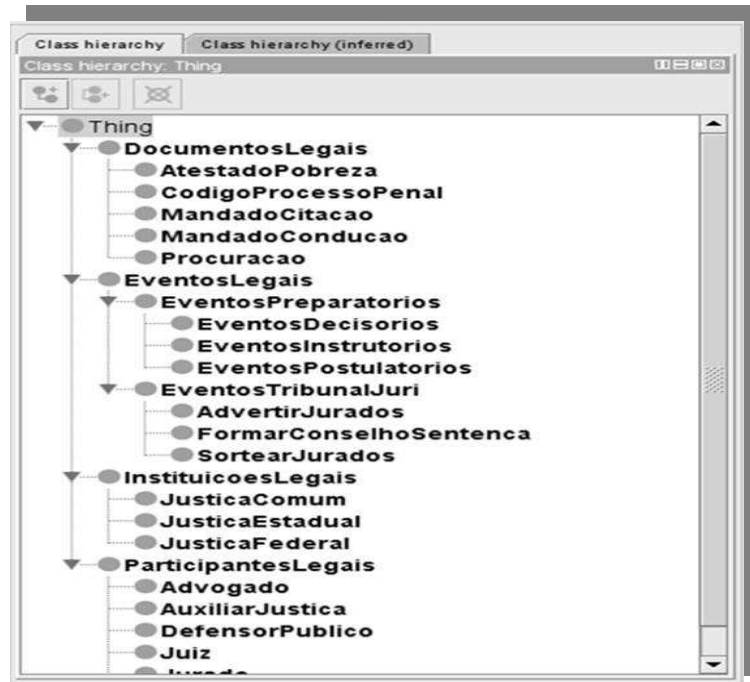 Class hierarchy Class hierarchy (inferred)
Class hierarchy: Thing
Thing
DocumentosLegais
AtestadoPobreza
CodigoProcessoPenal
MandadoCitacao
MandadoConducao
Procuracao
EventosLegais
EventosPreparatorios
EventosDecisorios
EventosInstrutorios
EventosPostulatorios
EventosTribunalJuri
AdvertirJurados
FormarConselhoSentenca
SortearJurados
InstituicoesLegais
JusticaComum
JusticaEstadual
JusticaFederal
ParticipantesLegais
Advogado
AuxiliarJustica
DefensorPublico
Juiz